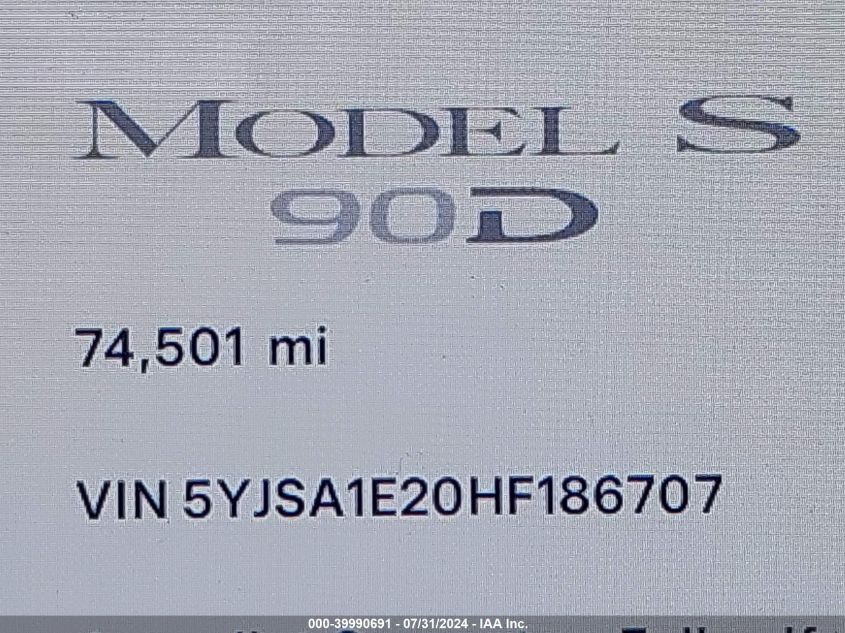 MODEL S
90D
74,501 mi
VIN 5YJSA1E20HF186707
000-39990691 - 07/31/2024 - IAA Inc.